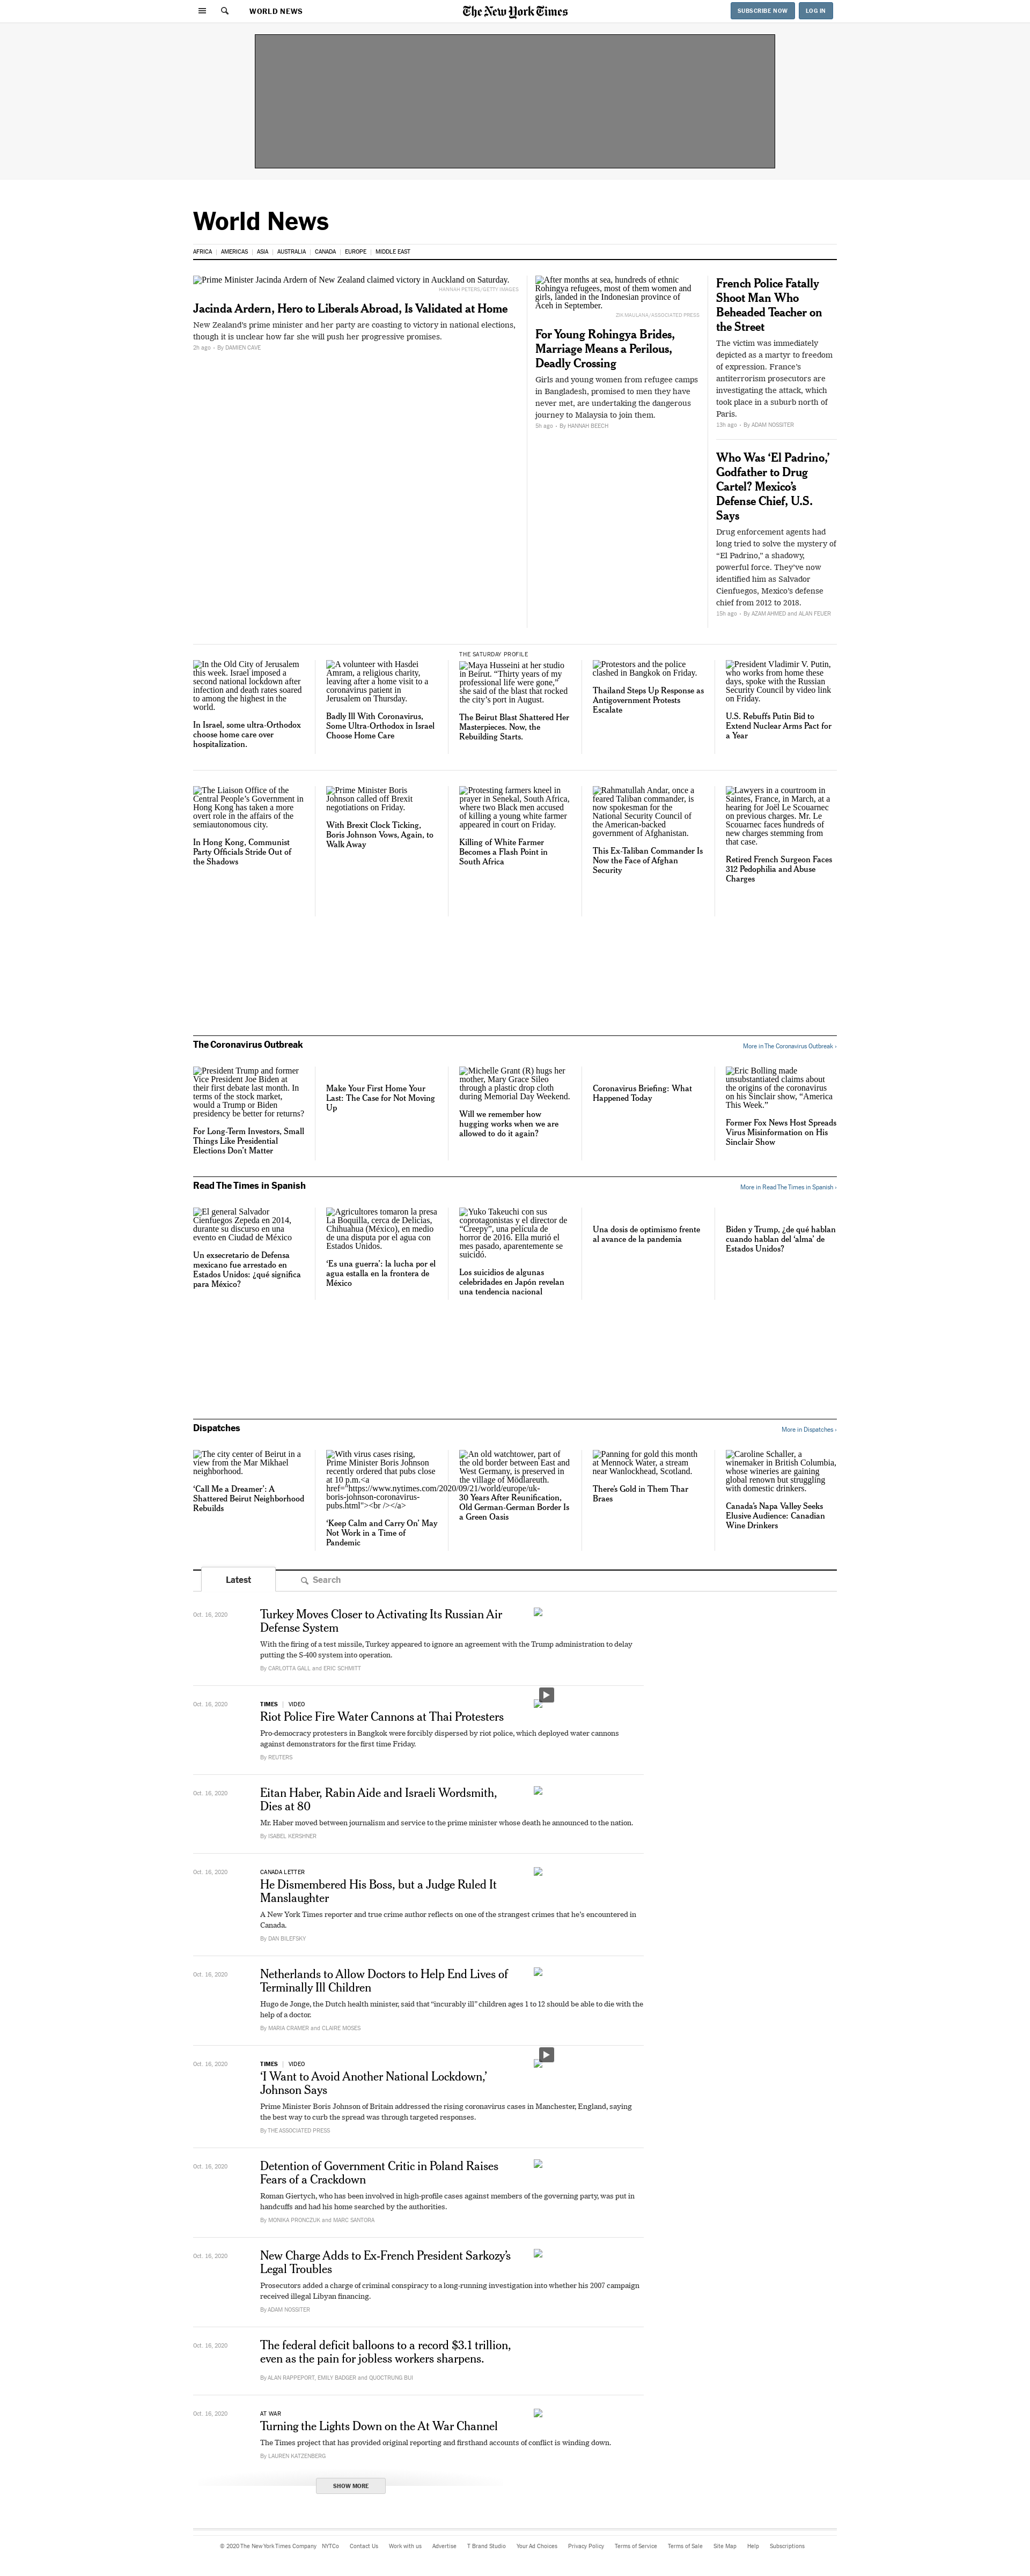 WORLD NEWS
The New York Times
SUBSCRIBE NOW
LOG IN
World News
AFRICA
AMERICAS
ASIA
AUSTRALIA
CANADA
EUROPE
MIDDLE EAST
Prime Minister Jacinda Ardern of New Zealand claimed victory in Auckland on Saturday.
HANNAH PETERS/GETTY IMAGES
Jacinda Ardern, Hero to Liberals Abroad, Is Validated at Home
New Zealand's prime minister and her party are coasting to victory in national elections,
though it is unclear how far she will push her progressive promises.
2h ago - By DAMIEN CAVE
After months at sea, hundreds of ethnic
Rohingya refugees, most of them women and
girls, landed in the Indonesian province of
Aceh in September.
ZIK MAULANA/ASSOCIATED PRESS
For Young Rohingya Brides,
Marriage Means a Perilous,
Deadly Crossing
Girls and young women from refugee camps
in Bangladesh, promised to men they have
never met, are undertaking the dangerous
journey to Malaysia to join them.
5h ago - By HANNAH BEECH
French Police Fatally
Shoot Man Who
Beheaded Teacher on
the Street
The victim was immediately
depicted as a martyr to freedom
of expression. France's
antiterrorism prosecutors are
investigating the attack, which
took place in a suburb north of
Paris.
13h ago - By ADAM NOSSITER
Who Was ‘El Padrino,’
Godfather to Drug
Cartel? Mexico’s
Defense Chief, U.S.
Says
Drug enforcement agents had
long tried to solve the mystery of
“El Padrino,” a shadowy,
powerful force. They’ve now
identified him as Salvador
Cienfuegos, Mexico’s defense
chief from 2012 to 2018.
15h ago - By AZAM AHMED and ALAN FEUER
In the Old City of Jerusalem
this week. Israel imposed a
second national lockdown after
infection and death rates soared
to among the highest in the
world.
In Israel, some ultra-Orthodox
choose home care over
hospitalization.
A volunteer with Hasdei
Amram, a religious charity,
leaving after a home visit to a
coronavirus patient in
Jerusalem on Thursday.
Badly Ill With Coronavirus,
Some Ultra-Orthodox in Israel
Choose Home Care
THE SATURDAY PROFILE
Maya Husseini at her studio
in Beirut. “Thirty years of my
professional life were gone,”
she said of the blast that rocked
the city’s port in August.
The Beirut Blast Shattered Her
Masterpieces. Now, the
Rebuilding Starts.
Protestors and the police
clashed in Bangkok on Friday.
Thailand Steps Up Response as
Antigovernment Protests
Escalate
President Vladimir V. Putin,
who works from home these
days, spoke with the Russian
Security Council by video link
on Friday.
U.S. Rebuffs Putin Bid to
Extend Nuclear Arms Pact for
a Year
The Liaison Office of the
Central People’s Government in
Hong Kong has taken a more
overt role in the affairs of the
semiautonomous city.
In Hong Kong, Communist
Party Officials Stride Out of
the Shadows
Prime Minister Boris
Johnson called off Brexit
negotiations on Friday.
With Brexit Clock Ticking,
Boris Johnson Vows, Again, to
Walk Away
Protesting farmers kneel in
prayer in Senekal, South Africa,
where two Black men accused
of killing a young white farmer
appeared in court on Friday.
Killing of White Farmer
Becomes a Flash Point in
South Africa
Rahmatullah Andar, once a
feared Taliban commander, is
now spokesman for the
National Security Council of
the American-backed
government of Afghanistan.
This Ex-Taliban Commander Is
Now the Face of Afghan
Security
Lawyers in a courtroom in
Saintes, France, in March, at a
hearing for Joël Le Scouarnec
on previous charges. Mr. Le
Scouarnec faces hundreds of
new charges stemming from
that case.
Retired French Surgeon Faces
312 Pedophilia and Abuse
Charges
The Coronavirus Outbreak
More in The Coronavirus Outbreak ›
President Trump and former
Vice President Joe Biden at
their first debate last month. In
terms of the stock market,
would a Trump or Biden
presidency be better for returns?
For Long-Term Investors, Small
Things Like Presidential
Elections Don’t Matter
Make Your First Home Your
Last: The Case for Not Moving
Up
Michelle Grant (R) hugs her
mother, Mary Grace Sileo
through a plastic drop cloth
during Memorial Day Weekend.
Will we remember how
hugging works when we are
allowed to do it again?
Coronavirus Briefing: What
Happened Today
Eric Bolling made
unsubstantiated claims about
the origins of the coronavirus
on his Sinclair show, “America
This Week.”
Former Fox News Host Spreads
Virus Misinformation on His
Sinclair Show
Read The Times in Spanish
More in Read The Times in Spanish ›
El general Salvador
Cienfuegos Zepeda en 2014,
durante su discurso en una
evento en Ciudad de México
Un exsecretario de Defensa
mexicano fue arrestado en
Estados Unidos: ¿qué significa
para México?
Agricultores tomaron la presa
La Boquilla, cerca de Delicias,
Chihuahua (México), en medio
de una disputa por el agua con
Estados Unidos.
‘Es una guerra’: la lucha por el
agua estalla en la frontera de
México
Yuko Takeuchi con sus
coprotagonistas y el director de
“Creepy”, una película de
horror de 2016. Ella murió el
mes pasado, aparentemente se
suicidó.
Los suicidios de algunas
celebridades en Japón revelan
una tendencia nacional
Una dosis de optimismo frente
al avance de la pandemia
Biden y Trump, ¿de qué hablan
cuando hablan del ‘alma’ de
Estados Unidos?
Dispatches
More in Dispatches ›
The city center of Beirut in a
view from the Mar Mikhael
neighborhood.
‘Call Me a Dreamer’: A
Shattered Beirut Neighborhood
Rebuilds
With virus cases rising,
Prime Minister Boris Johnson
recently ordered that pubs close
at 10 p.m.<a
href="https://www.nytimes.com/2020/09/21/world/europe/uk-
boris-johnson-coronavirus-
pubs.html"><br /></a>
‘Keep Calm and Carry On’ May
Not Work in a Time of
Pandemic
An old watchtower, part of
the old border between East and
West Germany, is preserved in
the village of Mödlareuth.
30 Years After Reunification,
Old German-German Border Is
a Green Oasis
Panning for gold this month
at Mennock Water, a stream
near Wanlockhead, Scotland.
There’s Gold in Them Thar
Braes
Caroline Schaller, a
winemaker in British Columbia,
whose wineries are gaining
global renown but struggling
with domestic drinkers.
Canada’s Napa Valley Seeks
Elusive Audience: Canadian
Wine Drinkers
Latest
Search
Oct. 16, 2020
Turkey Moves Closer to Activating Its Russian Air
Defense System
With the firing of a test missile, Turkey appeared to ignore an agreement with the Trump administration to delay
putting the S-400 system into operation.
By CARLOTTA GALL and ERIC SCHMITT
Oct. 16, 2020
TIMES | VIDEO
Riot Police Fire Water Cannons at Thai Protesters
Pro-democracy protesters in Bangkok were forcibly dispersed by riot police, which deployed water cannons
against demonstrators for the first time Friday.
By REUTERS
Oct. 16, 2020
Eitan Haber, Rabin Aide and Israeli Wordsmith,
Dies at 80
Mr. Haber moved between journalism and service to the prime minister whose death he announced to the nation.
By ISABEL KERSHNER
Oct. 16, 2020
CANADA LETTER
He Dismembered His Boss, but a Judge Ruled It
Manslaughter
A New York Times reporter and true crime author reflects on one of the strangest crimes that he’s encountered in
Canada.
By DAN BILEFSKY
Oct. 16, 2020
Netherlands to Allow Doctors to Help End Lives of
Terminally Ill Children
Hugo de Jonge, the Dutch health minister, said that “incurably ill” children ages 1 to 12 should be able to die with the
help of a doctor.
By MARIA CRAMER and CLAIRE MOSES
Oct. 16, 2020
TIMES | VIDEO
‘I Want to Avoid Another National Lockdown,’
Johnson Says
Prime Minister Boris Johnson of Britain addressed the rising coronavirus cases in Manchester, England, saying
the best way to curb the spread was through targeted responses.
By THE ASSOCIATED PRESS
Oct. 16, 2020
Detention of Government Critic in Poland Raises
Fears of a Crackdown
Roman Giertych, who has been involved in high-profile cases against members of the governing party, was put in
handcuffs and had his home searched by the authorities.
By MONIKA PRONCZUK and MARC SANTORA
Oct. 16, 2020
New Charge Adds to Ex-French President Sarkozy’s
Legal Troubles
Prosecutors added a charge of criminal conspiracy to a long-running investigation into whether his 2007 campaign
received illegal Libyan financing.
By ADAM NOSSITER
Oct. 16, 2020
The federal deficit balloons to a record $3.1 trillion,
even as the pain for jobless workers sharpens.
By ALAN RAPPEPORT, EMILY BADGER and QUOCTRUNG BUI
Oct. 16, 2020
AT WAR
Turning the Lights Down on the At War Channel
The Times project that has provided original reporting and firsthand accounts of conflict is winding down.
By LAUREN KATZENBERG
SHOW MORE
© 2020 The New York Times Company
NYTCo
Contact Us
Work with us
Advertise
T Brand Studio
Your Ad Choices
Privacy Policy
Terms of Service
Terms of Sale
Site Map
Help
Subscriptions